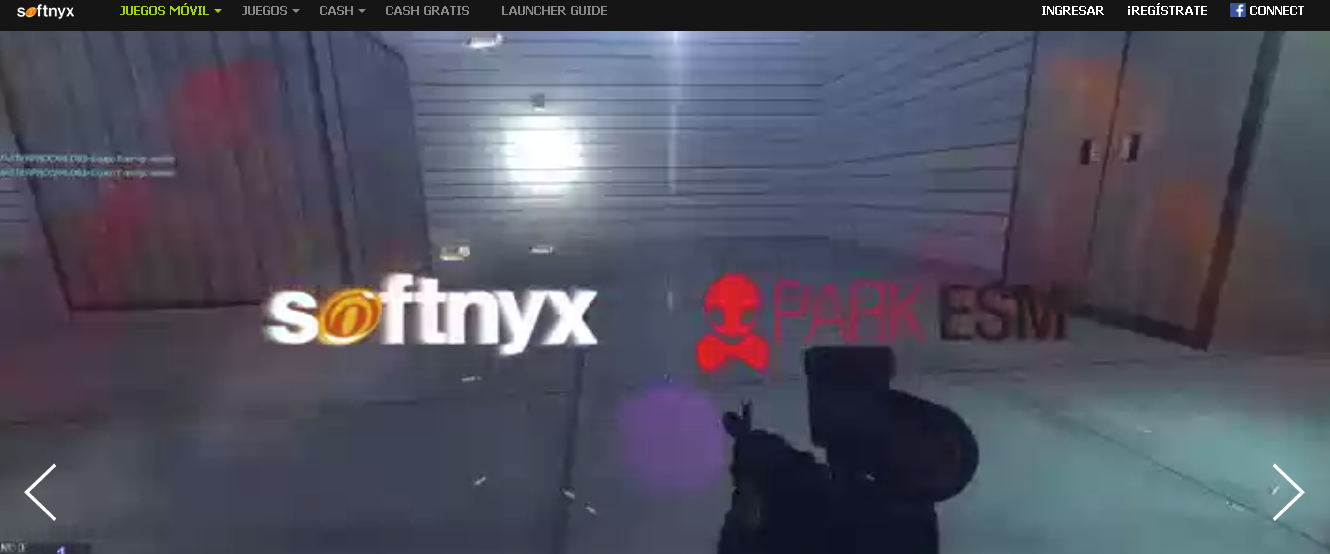 softnyx JUEGOS MÓVIL JUEGOS CASH CASH GRATIS LAUNCHER GUIDE INGRESAR ¡REGÍSTRATE CONNECT
softnyx PARK ESM